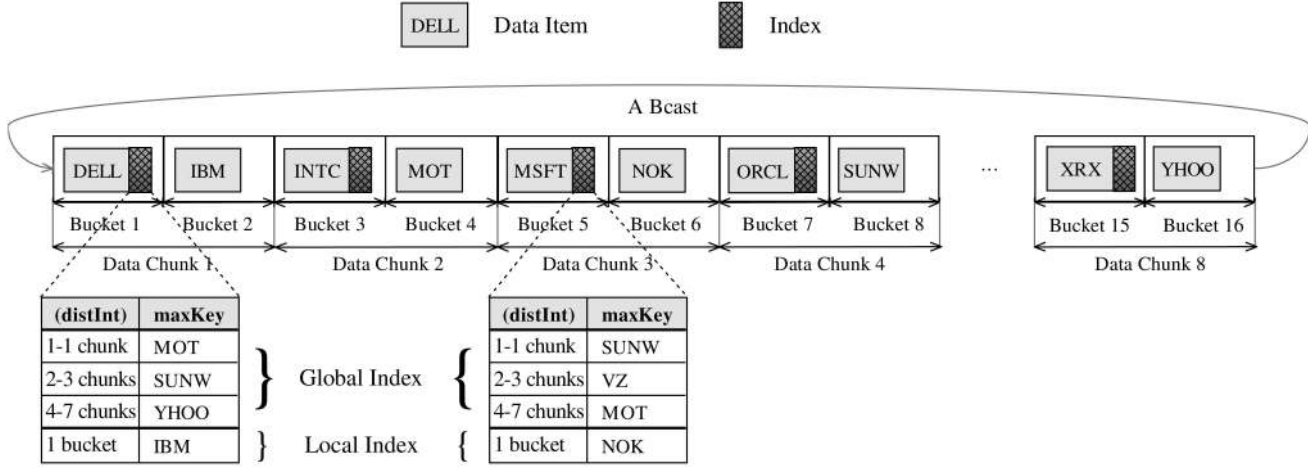 DELL Data Item Index
A Bcast
DELL IBM INTC MOT MSFT NOK ORCL SUNW ... XRX YHOO
Bucket 1 Bucket 2 Bucket 3 Bucket 4 Bucket 5 Bucket 6 Bucket 7 Bucket 8 Bucket 15 Bucket 16
Data Chunk 1 Data Chunk 2 Data Chunk 3 Data Chunk 4 Data Chunk 8
(distInt) maxKey
1-1 chunk MOT
2-3 chunks SUNW
4-7 chunks YHOO
1 bucket IBM
} Global Index {
} Local Index {
(distInt) maxKey
1-1 chunk SUNW
2-3 chunks VZ
4-7 chunks MOT
1 bucket NOK